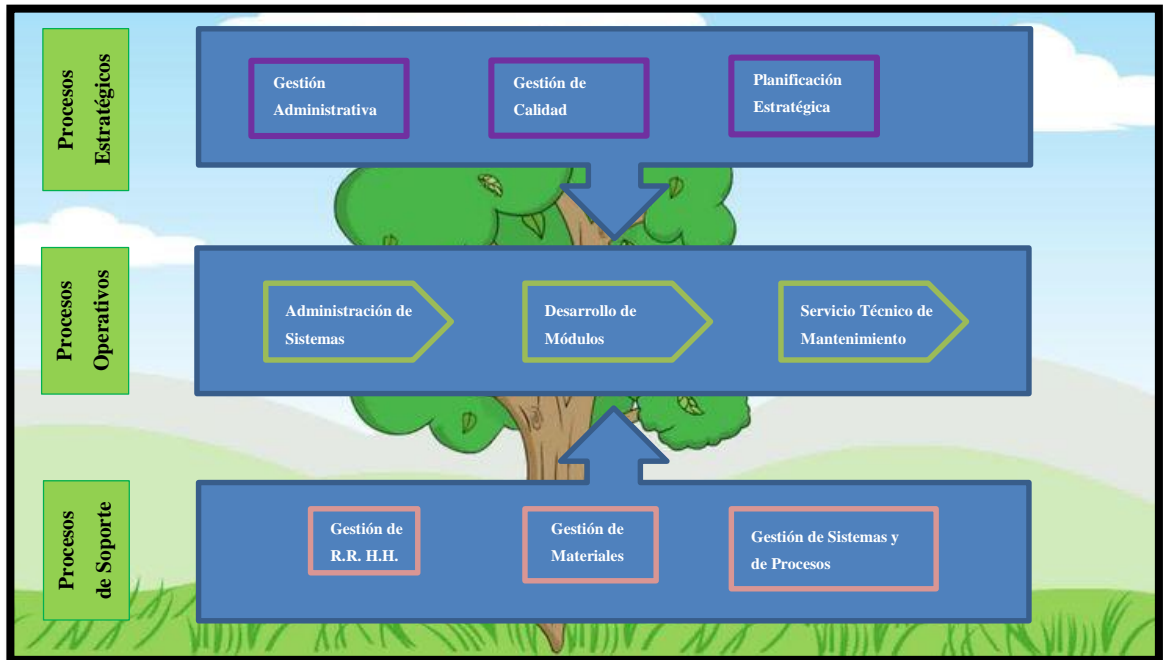 Procesos
Estratégicos
Gestión
Administrativa
Gestión de
Calidad
Planificación
Estratégica
Procesos
Operativos
Administración de
Sistemas
Desarrollo de
Módulos
Servicio Técnico de
Mantenimiento
Procesos
de Soporte
Gestión de
R.R. H.H.
Gestión de
Materiales
Gestión de Sistemas y
de Procesos